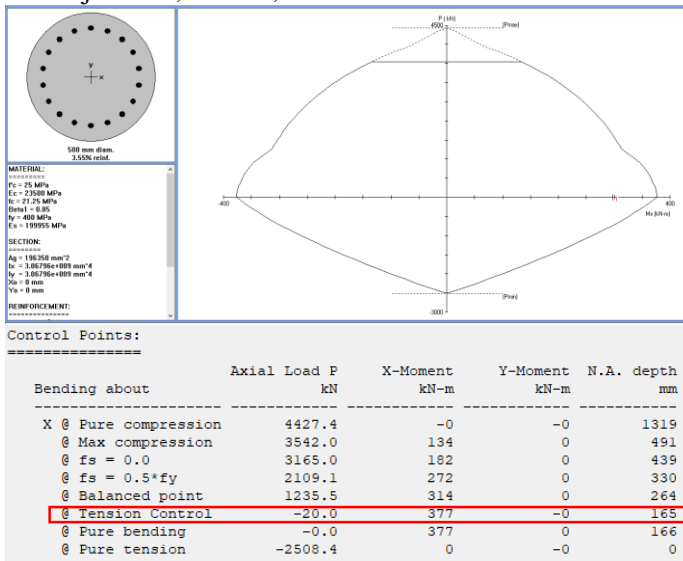 y
x
500 mm diam.
3.55% reinf.
MATERIAL:
=========
f'c = 25 MPa
Ec = 23500 MPa
fc = 21.25 MPa
Beta1 = 0.85
fy = 400 MPa
Es = 199955 MPa
SECTION:
========
Ag = 196350 mm^2
Ix = 3.06796e+009 mm^4
Iy = 3.06796e+009 mm^4
Xo = 0 mm
Yo = 0 mm
REINFORCEMENT:
P (kN)
4500
(Pmax)
-400
400
Mx (kN-m)
(Pmin)
-3000
Control Points:
===============
Axial Load P X-Moment Y-Moment N.A. depth
Bending about kN kN-m kN-m mm
X @ Pure compression 4427.4 -0 -0 1319
@ Max compression 3542.0 134 0 491
@ fs = 0.0 3165.0 182 0 439
@ fs = 0.5*fy 2109.1 272 0 330
@ Balanced point 1235.5 314 0 264
@ Tension Control -20.0 377 -0 165
@ Pure bending -0.0 377 0 166
@ Pure tension -2508.4 0 -0 0